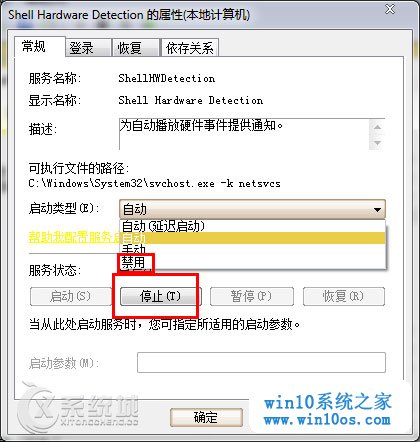 Shell Hardware Detection 的属性(本地计算机)
常规 登录 恢复 依存关系
服务名称: ShellHWDetection
显示名称: Shell Hardware Detection
描述: 为自动播放硬件事件提供通知。
可执行文件的路径:
C:\Windows\System32\svchost.exe -k netsvcs
启动类型(E): 自动
自动(延迟启动)
帮助我配置服务 自动
手动
禁用
服务状态:
启动(S) 停止(T) 暂停(P) 恢复(R)
当从此处启动服务时,您可指定所适用的启动参数。
启动参数(M):
确定
系统城
win10系统之家
win10os.com